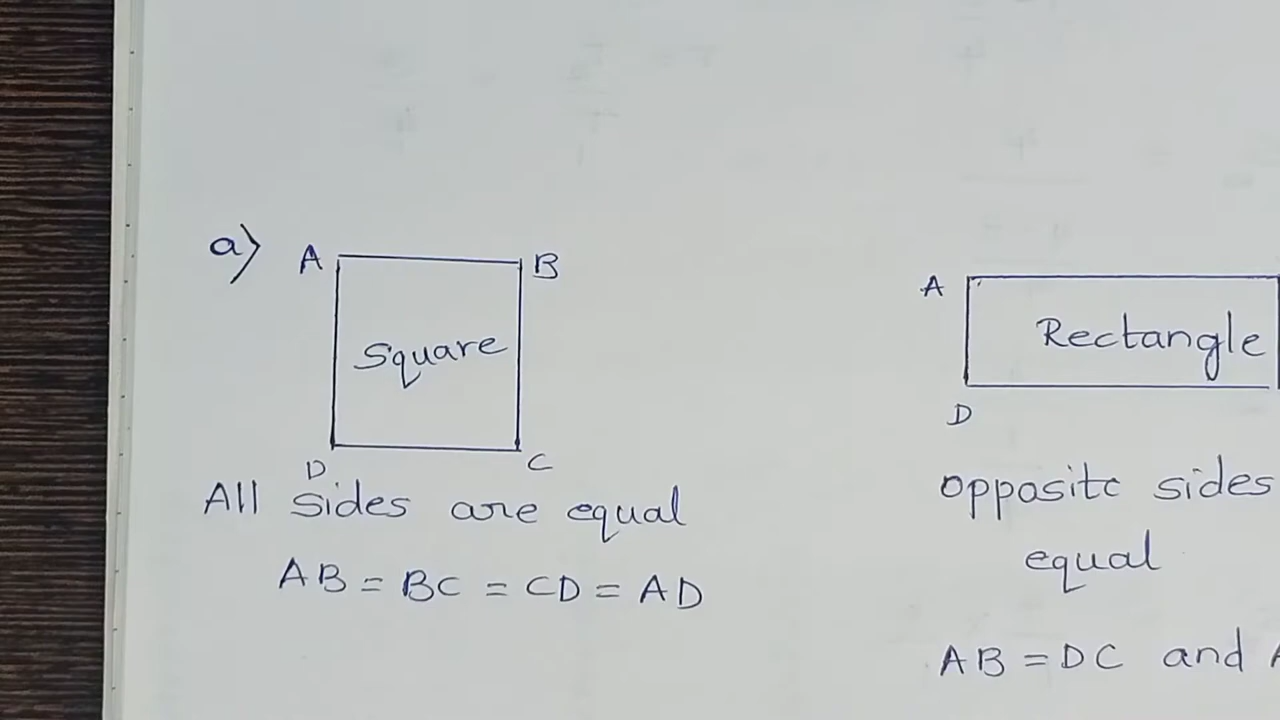 a)
A B
Square
D C
All sides are equal
AB = BC = CD = AD
A
Rectangle
D
opposite sides
equal
AB = DC and A